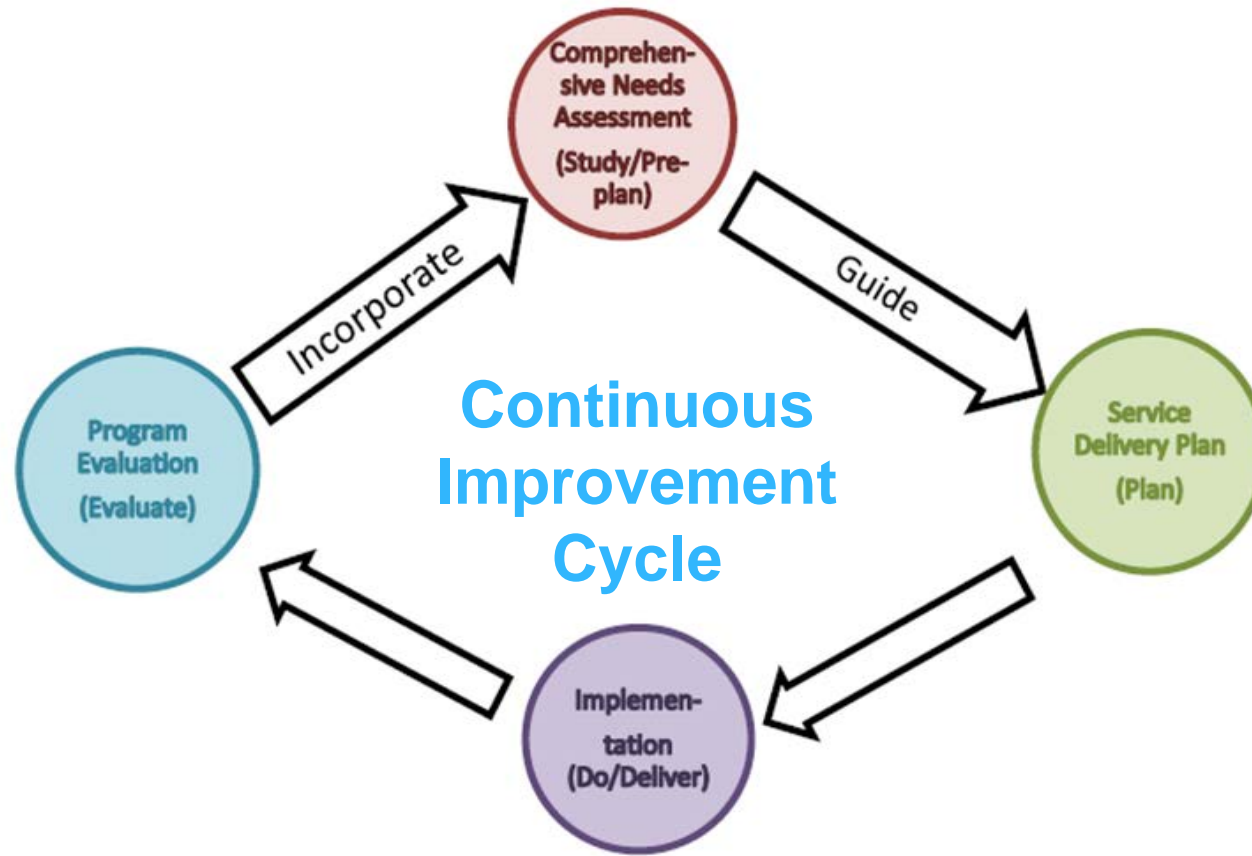 Comprehen-
sive Needs
Assessment
(Study/Pre-
plan)
Incorporate
Guide
Continuous
Improvement
Cycle
Program
Evaluation
(Evaluate)
Service
Delivery Plan
(Plan)
Implemen-
tation
(Do/Deliver)